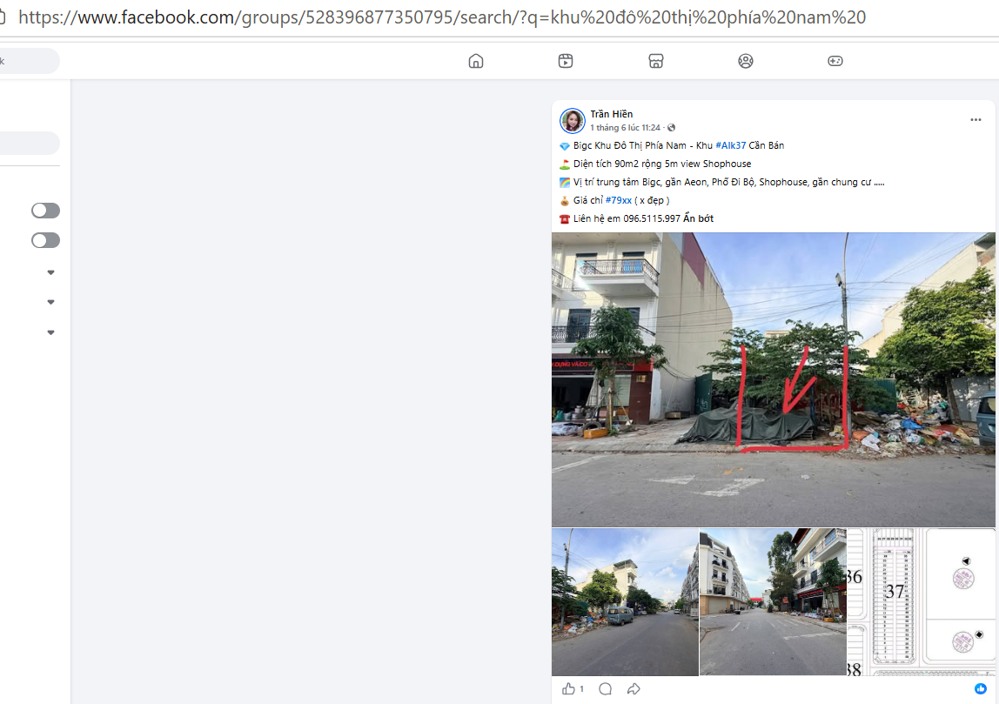 https://www.facebook.com/groups/528396877350795/search/?q=khu%20đô%20thị%20phía%20nam%20
k
Trần Hiền
1 tháng 6 lúc 11:24 ·
Bigc Khu Đô Thị Phía Nam - Khu #Alk37 Cần Bán
Diện tích 90m2 rộng 5m view Shophouse
Vị trí trung tâm Bigc, gần Aeon, Phố Đi Bộ, Shophouse, gần chung cư .....
Giá chỉ #79xx ( x đẹp )
Liên hệ em 096.5115.997 Ẩn bớt
36
37
38
1